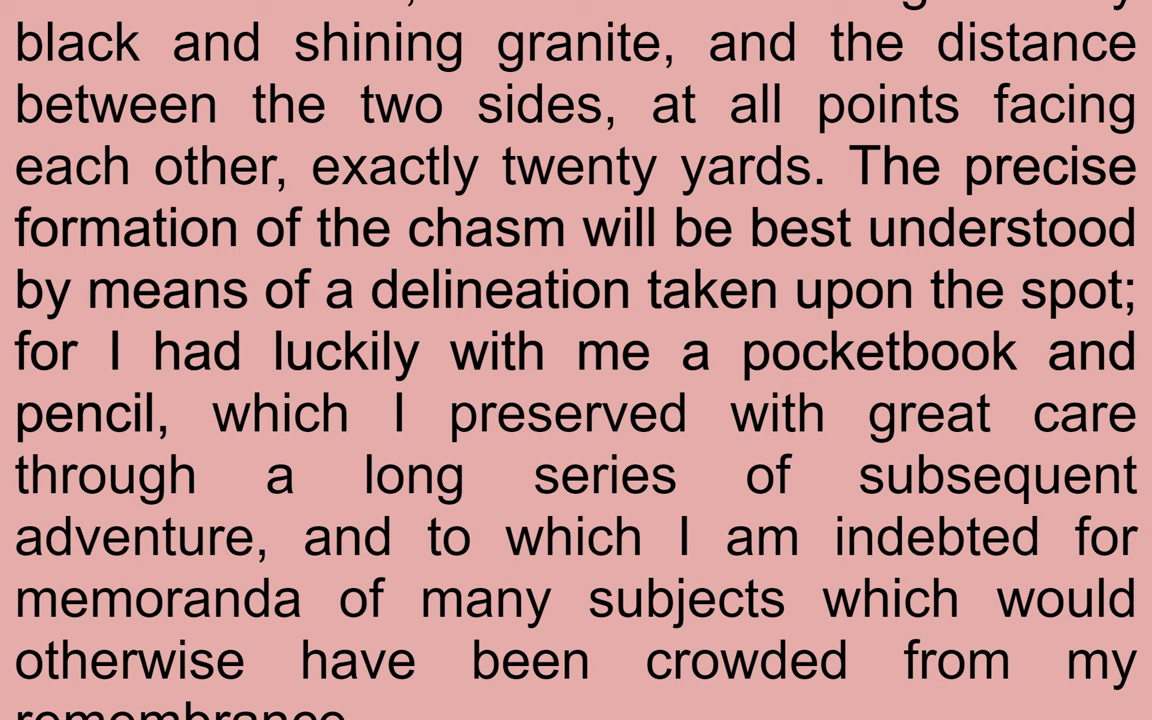 black and shining granite, and the distance
between the two sides, at all points facing
each other, exactly twenty yards. The precise
formation of the chasm will be best understood
by means of a delineation taken upon the spot;
for I had luckily with me a pocketbook and
pencil, which I preserved with great care
through a long series of subsequent
adventure, and to which I am indebted for
memoranda of many subjects which would
otherwise have been crowded from my
remembrance.